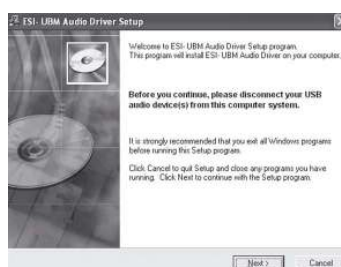 ESI- UBM Audio Driver Setup
Welcome to ESI- UBM Audio Driver Setup program.
This program will install ESI- UBM Audio Driver on your computer.
Before you continue, please disconnect your USB
audio device(s) from this computer system.
It is strongly recommended that you exit all Windows programs
before running this Setup program.
Click Cancel to quit Setup and close any programs you have
running. Click Next to continue with the Setup program.
Next >
Cancel